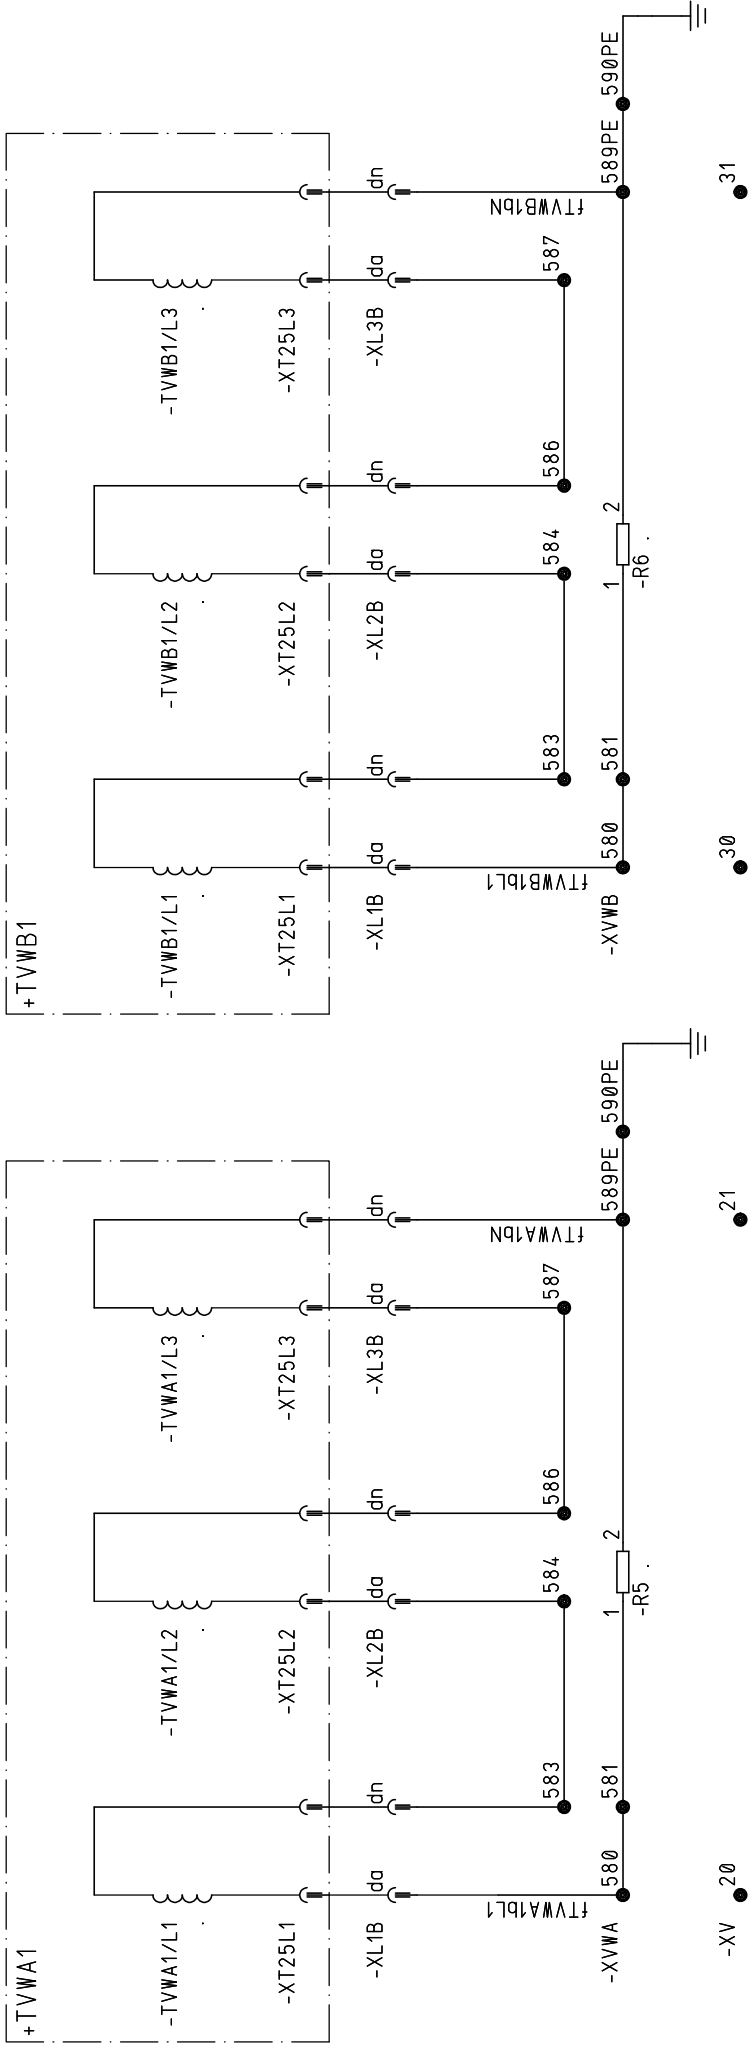 +TVWA1
-TVWA1/L1
-TVWA1/L2
-TVWA1/L3
-XT25L1
-XT25L2
-XT25L3
-XL1B
da
dn
-XL2B
da
dn
-XL3B
da
dn
fTVWA1bL1
fTVWA1bN
583
584
586
587
-XVWA
580
581
1
2
589PE
590PE
-R5
-XV
20
21
+TVWB1
-TVWB1/L1
-TVWB1/L2
-TVWB1/L3
-XT25L1
-XT25L2
-XT25L3
-XL1B
da
dn
-XL2B
da
dn
-XL3B
da
dn
fTVWB1bL1
fTVWB1bN
583
584
586
587
-XVWB
580
581
1
2
589PE
590PE
-R6
30
31